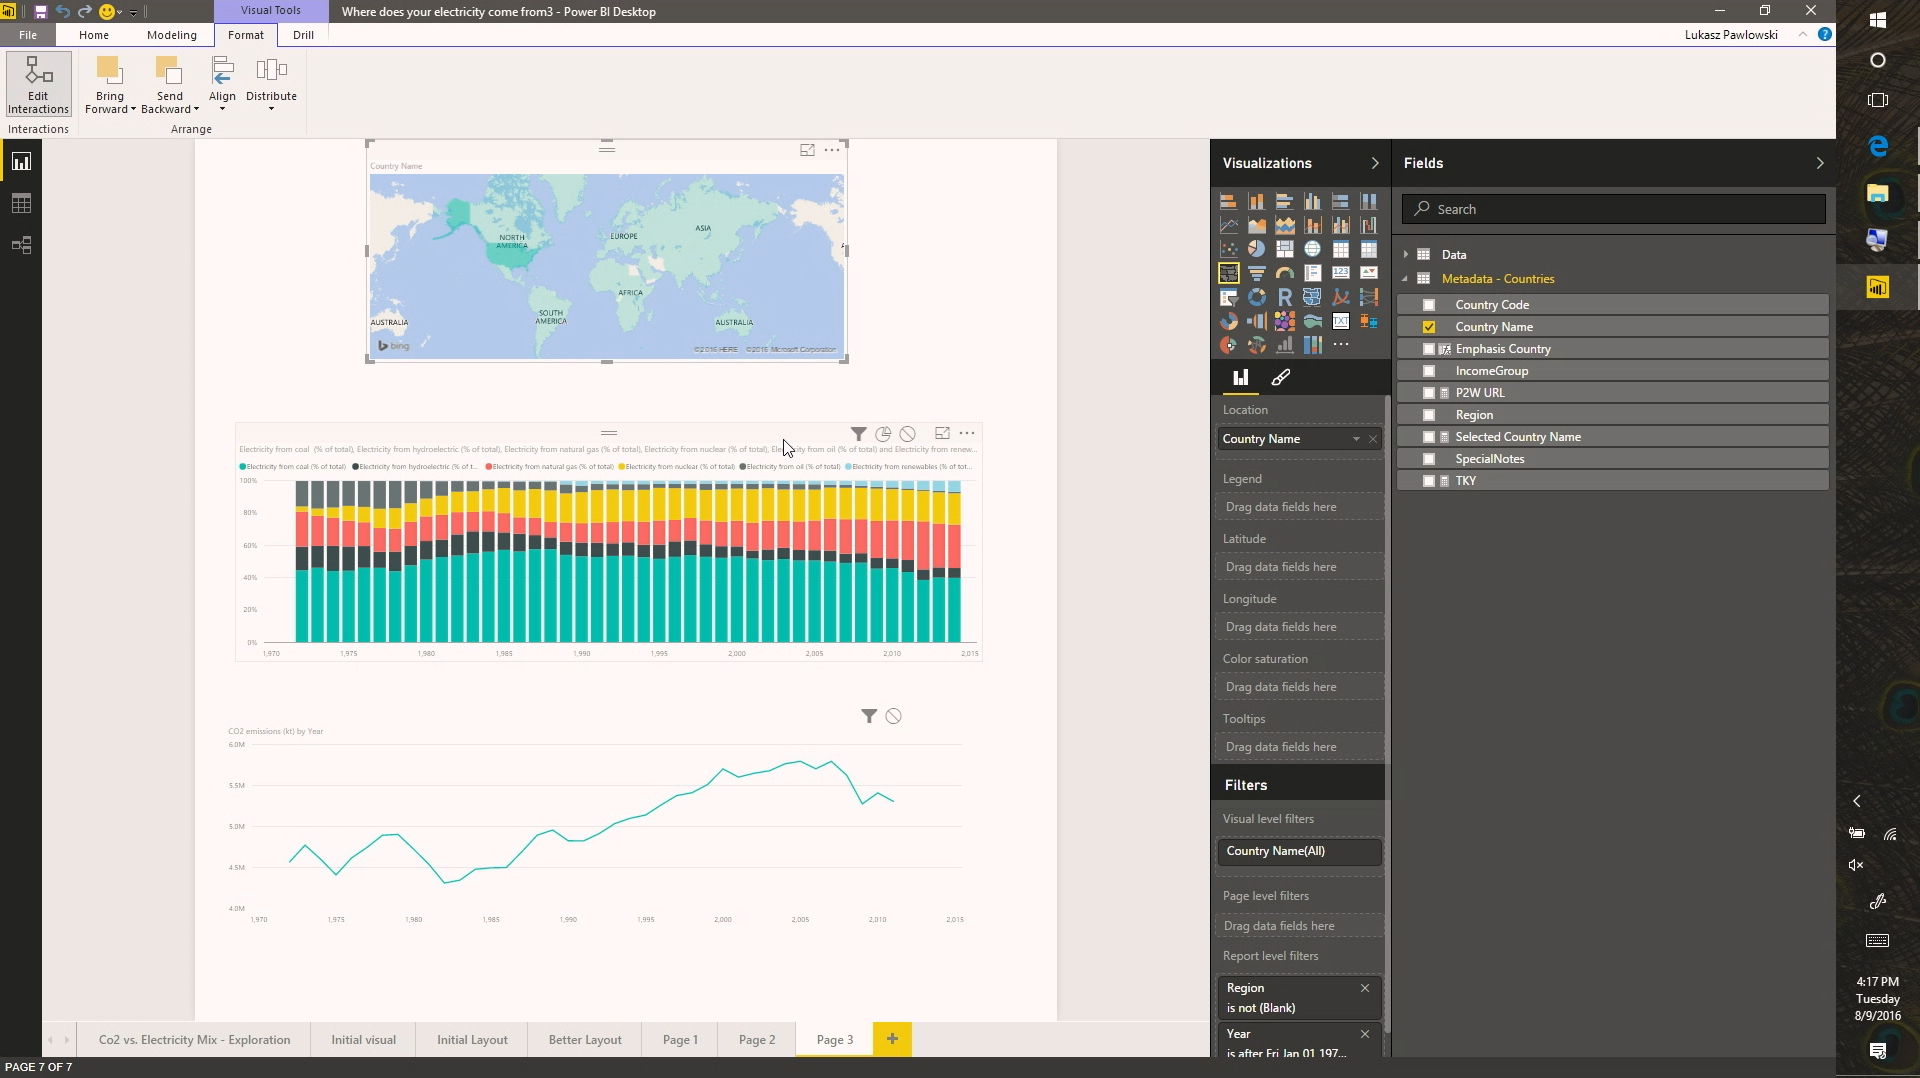 Visual Tools
Where does your electricity come from3 - Power BI Desktop
File
Home
Modeling
Format
Drill
Lukasz Pawlowski
Edit Interactions
Bring Forward
Send Backward
Align
Distribute
Interactions
Arrange
Country Name
NORTH AMERICA
EUROPE
ASIA
AFRICA
SOUTH AMERICA
AUSTRALIA
AUSTRALIA
bing
©2016 HERE ©2016 Microsoft Corporation
Electricity from coal (% of total), Electricity from hydroelectric (% of total), Electricity from natural gas (% of total), Electricity from nuclear (% of total), Electricity from oil (% of total) and Electricity from renew...
Electricity from coal (% of total)
Electricity from hydroelectric (% of t...
Electricity from natural gas (% of total)
Electricity from nuclear (% of total)
Electricity from oil (% of total)
Electricity from renewables (% of tot...
100%
80%
60%
40%
20%
0%
1,970 1,975 1,980 1,985 1,990 1,995 2,000 2,005 2,010 2,015
CO2 emissions (kt) by Year
6.0M
5.5M
5.0M
4.5M
4.0M
1,970 1,975 1,980 1,985 1,990 1,995 2,000 2,005 2,010 2,015
Visualizations
R
123
TXT
Location
Country Name
Legend
Drag data fields here
Latitude
Drag data fields here
Longitude
Drag data fields here
Color saturation
Drag data fields here
Tooltips
Drag data fields here
Filters
Visual level filters
Country Name(All)
Page level filters
Drag data fields here
Report level filters
Region
is not (Blank)
Year
is after Fri Jan 01 197...
Fields
Search
Data
Metadata - Countries
Country Code
Country Name
Emphasis Country
IncomeGroup
P2W URL
Region
Selected Country Name
SpecialNotes
TKY
Co2 vs. Electricity Mix - Exploration
Initial visual
Initial Layout
Better Layout
Page 1
Page 2
Page 3
PAGE 7 OF 7
4:17 PM
Tuesday
8/9/2016